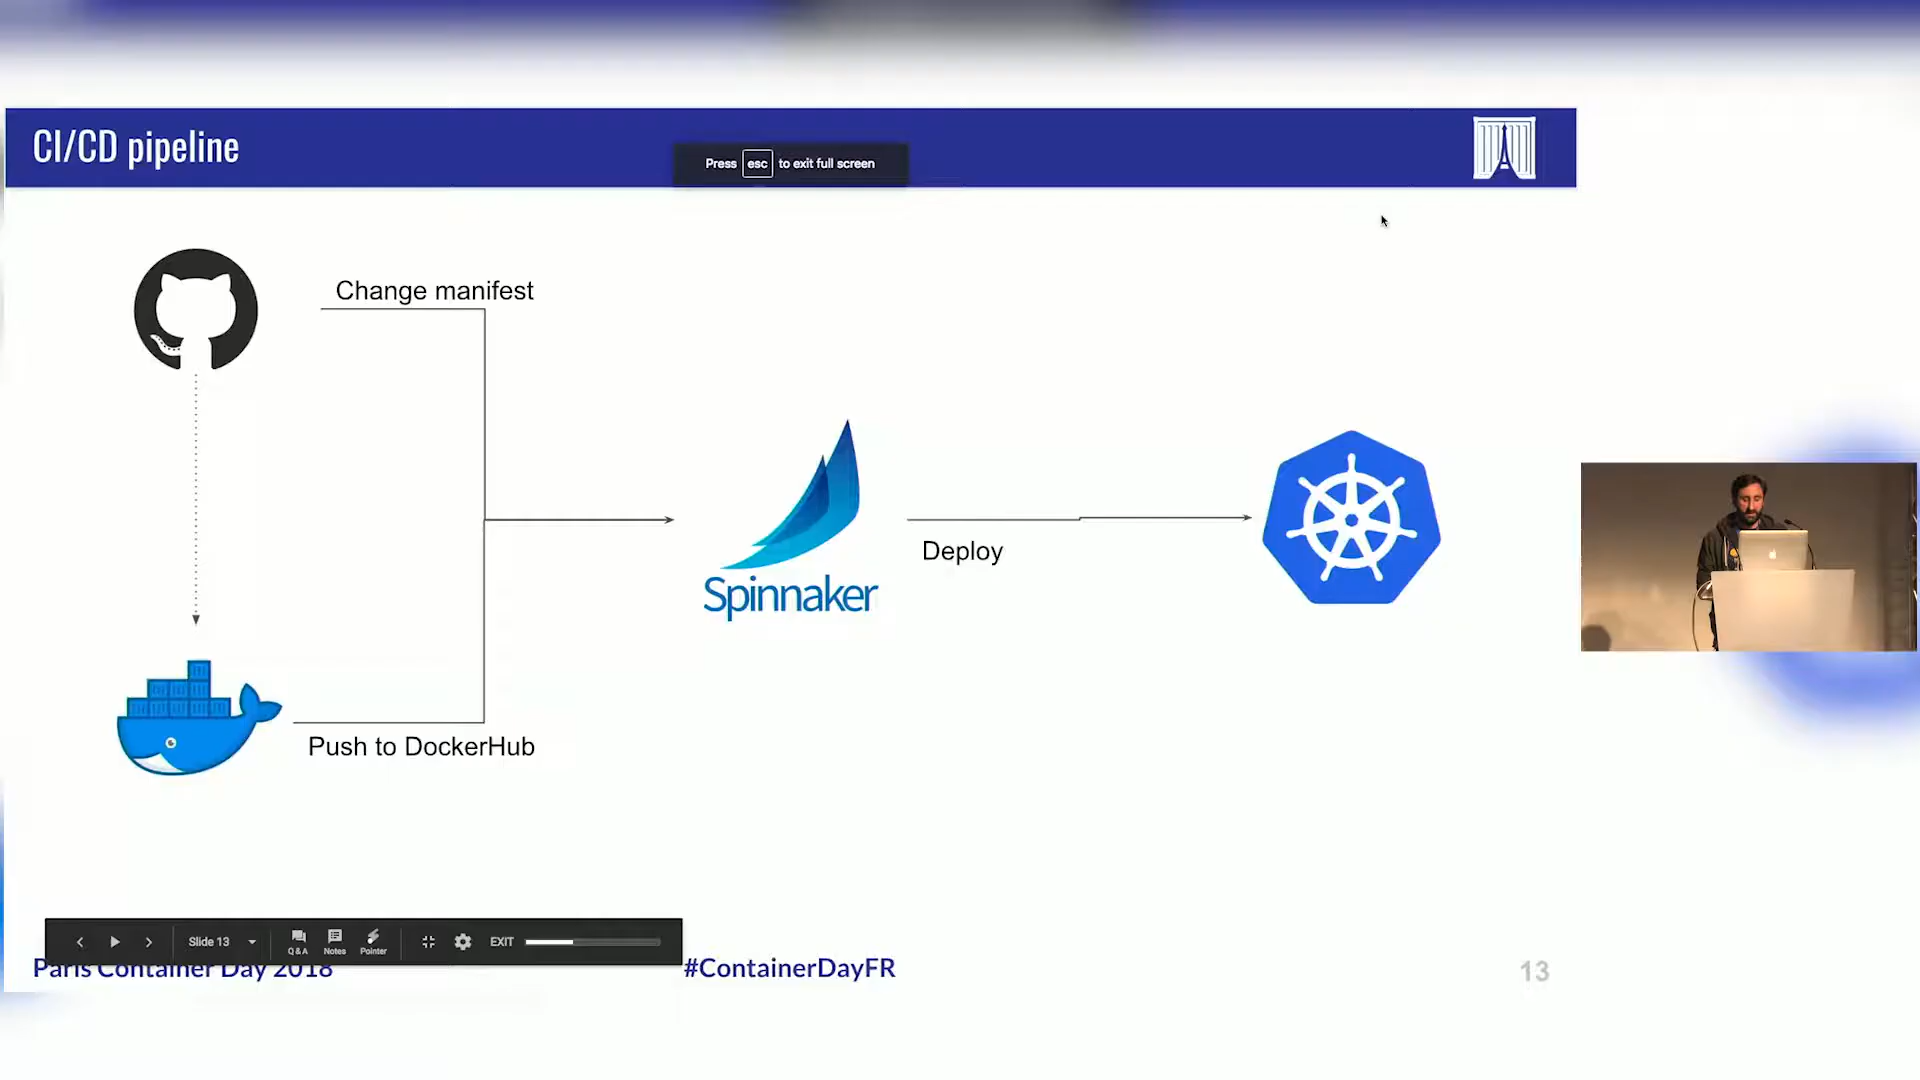 CI/CD pipeline
Press esc to exit full screen
Change manifest
Spinnaker
Deploy
Push to DockerHub
Slide 13
Q & A
Notes
Pointer
EXIT
Paris Container Day 2018
#ContainerDayFR
13